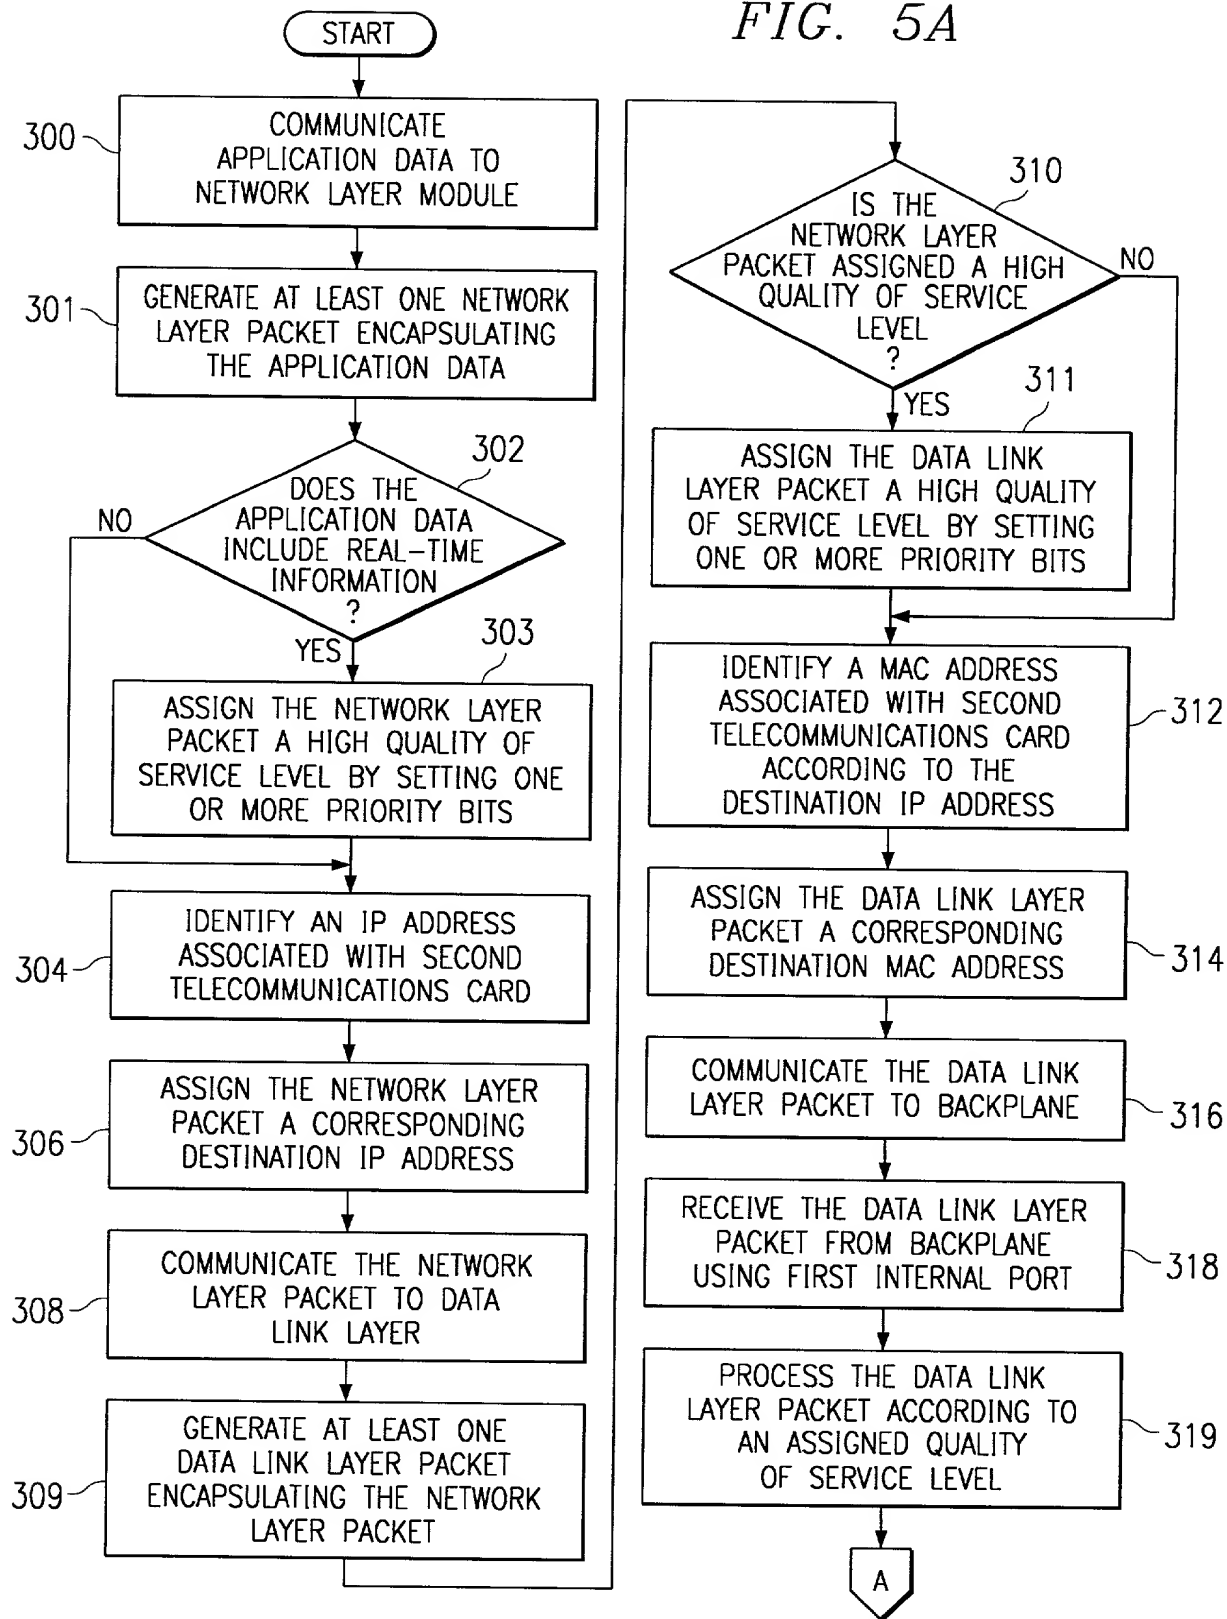 FIG. 5A
START
300
COMMUNICATE
APPLICATION DATA TO
NETWORK LAYER MODULE
301
GENERATE AT LEAST ONE NETWORK
LAYER PACKET ENCAPSULATING
THE APPLICATION DATA
302
DOES THE
APPLICATION DATA
INCLUDE REAL-TIME
INFORMATION
?
NO
YES
303
ASSIGN THE NETWORK LAYER
PACKET A HIGH QUALITY OF
SERVICE LEVEL BY SETTING ONE
OR MORE PRIORITY BITS
304
IDENTIFY AN IP ADDRESS
ASSOCIATED WITH SECOND
TELECOMMUNICATIONS CARD
306
ASSIGN THE NETWORK LAYER
PACKET A CORRESPONDING
DESTINATION IP ADDRESS
308
COMMUNICATE THE NETWORK
LAYER PACKET TO DATA
LINK LAYER
309
GENERATE AT LEAST ONE
DATA LINK LAYER PACKET
ENCAPSULATING THE NETWORK
LAYER PACKET
310
IS THE
NETWORK LAYER
PACKET ASSIGNED A HIGH
QUALITY OF SERVICE
LEVEL
?
NO
YES
311
ASSIGN THE DATA LINK
LAYER PACKET A HIGH QUALITY
OF SERVICE LEVEL BY SETTING
ONE OR MORE PRIORITY BITS
312
IDENTIFY A MAC ADDRESS
ASSOCIATED WITH SECOND
TELECOMMUNICATIONS CARD
ACCORDING TO THE
DESTINATION IP ADDRESS
314
ASSIGN THE DATA LINK LAYER
PACKET A CORRESPONDING
DESTINATION MAC ADDRESS
316
COMMUNICATE THE DATA LINK
LAYER PACKET TO BACKPLANE
318
RECEIVE THE DATA LINK LAYER
PACKET FROM BACKPLANE
USING FIRST INTERNAL PORT
319
PROCESS THE DATA LINK
LAYER PACKET ACCORDING TO
AN ASSIGNED QUALITY
OF SERVICE LEVEL
A